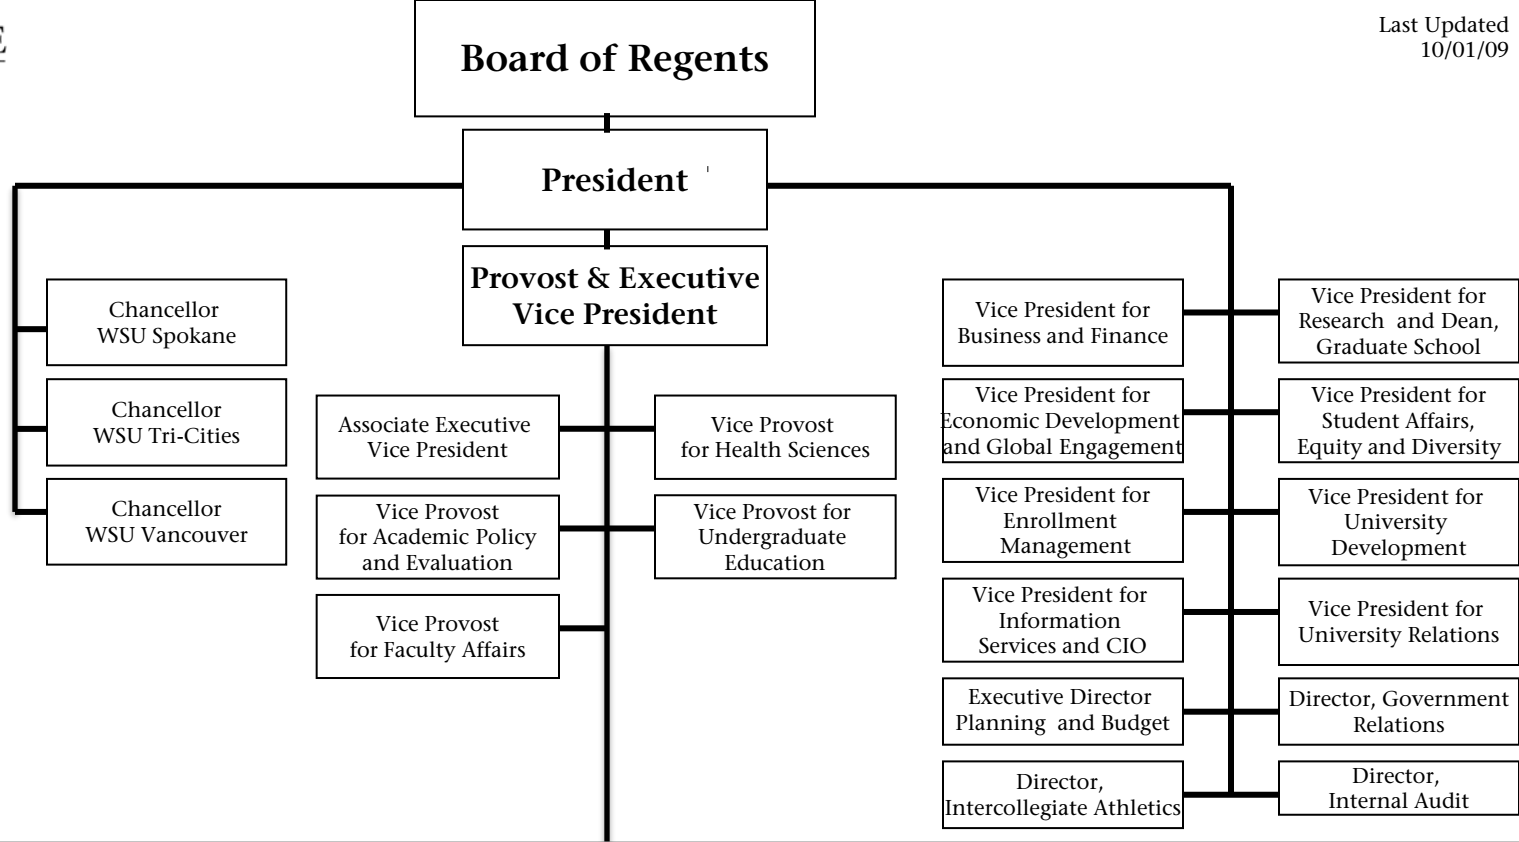 Last Updated
10/01/09
Board of Regents
President
Provost & Executive
Vice President
Chancellor
WSU Spokane
Chancellor
WSU Tri-Cities
Chancellor
WSU Vancouver
Associate Executive
Vice President
Vice Provost
for Health Sciences
Vice Provost
for Academic Policy
and Evaluation
Vice Provost for
Undergraduate
Education
Vice Provost
for Faculty Affairs
Vice President for
Business and Finance
Vice President for
Research and Dean,
Graduate School
Vice President for
Economic Development
and Global Engagement
Vice President for
Student Affairs,
Equity and Diversity
Vice President for
Enrollment
Management
Vice President for
University
Development
Vice President for
Information
Services and CIO
Vice President for
University Relations
Executive Director
Planning and Budget
Director, Government
Relations
Director,
Intercollegiate Athletics
Director,
Internal Audit